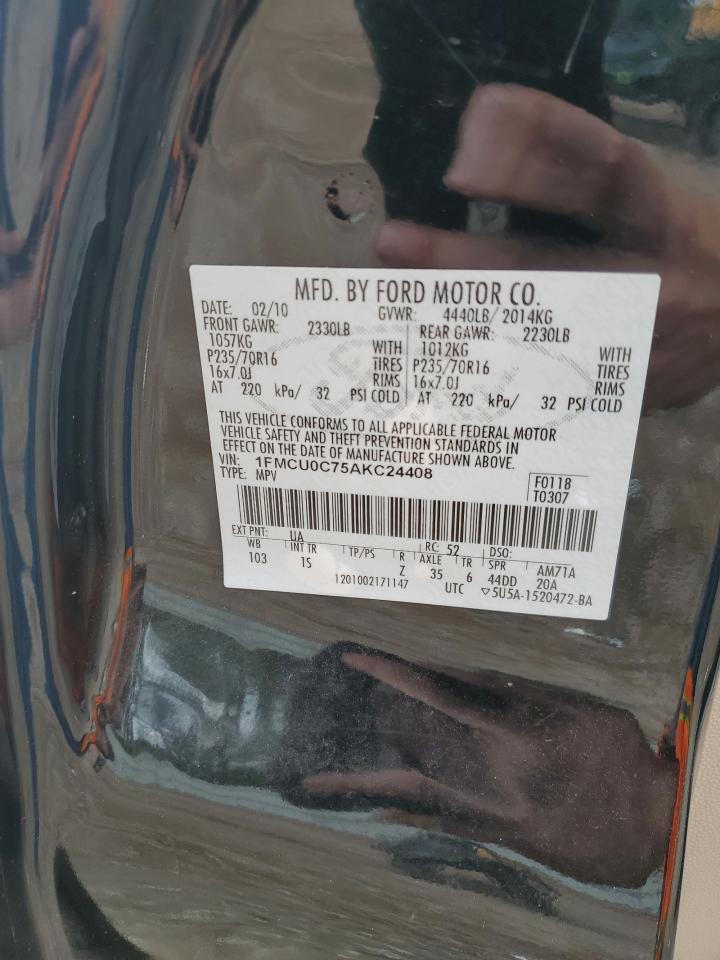 MFD. BY FORD MOTOR CO.
DATE: 02/10 GVWR: 4440LB/ 2014KG
FRONT GAWR: 2330LB REAR GAWR: 2230LB
1057KG WITH 1012KG WITH
P235/70R16 TIRES P235/70R16 TIRES
16x7.0J RIMS 16x7.0J RIMS
AT 220 kPa/ 32 PSI COLD AT 220 kPa/ 32 PSI COLD
THIS VEHICLE CONFORMS TO ALL APPLICABLE FEDERAL MOTOR
VEHICLE SAFETY AND THEFT PREVENTION STANDARDS IN
EFFECT ON THE DATE OF MANUFACTURE SHOWN ABOVE.
VIN: 1FMCU0C75AKC24408
TYPE: MPV F0118
T0307
EXT PNT: UA RC: 52 DSO:
WB INT TR TP/PS R AXLE TR SPR AM71A
103 1S Z 35 6 44DD 20A
1201002171147 UTC ▽5U5A-1520472-BA